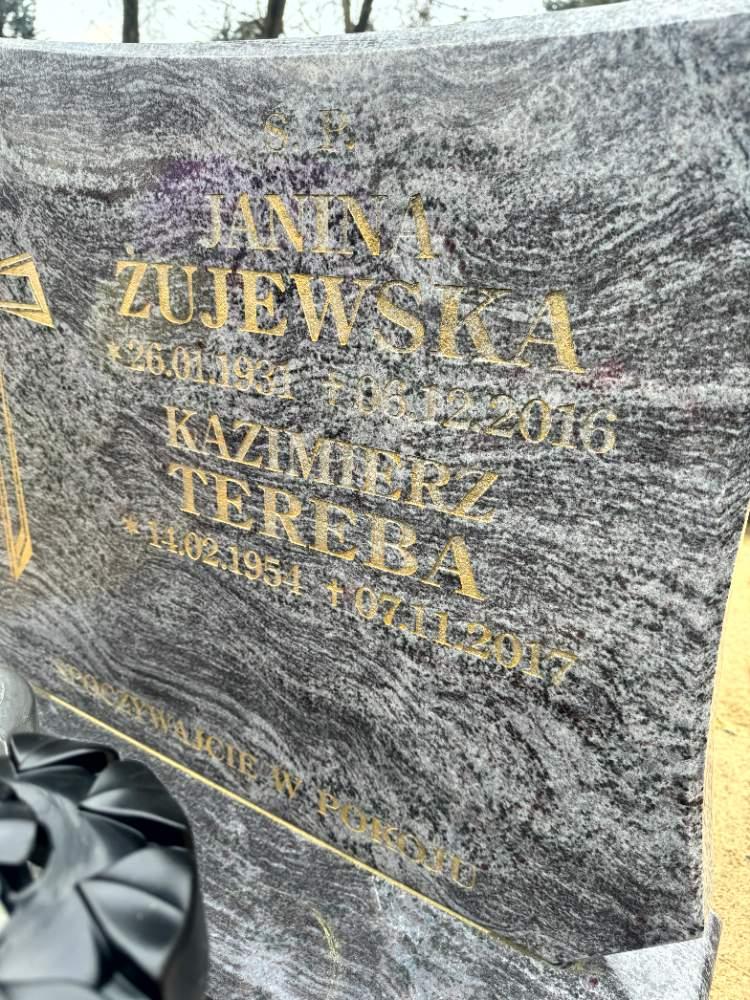 Ś. P.
JANINA
ŻUJEWSKA
*26.01.1931 †06.12.2016
KAZIMIERZ
TEREBA
*14.02.1954 †07.11.2017
SPOCZYWAJCIE W POKOJU